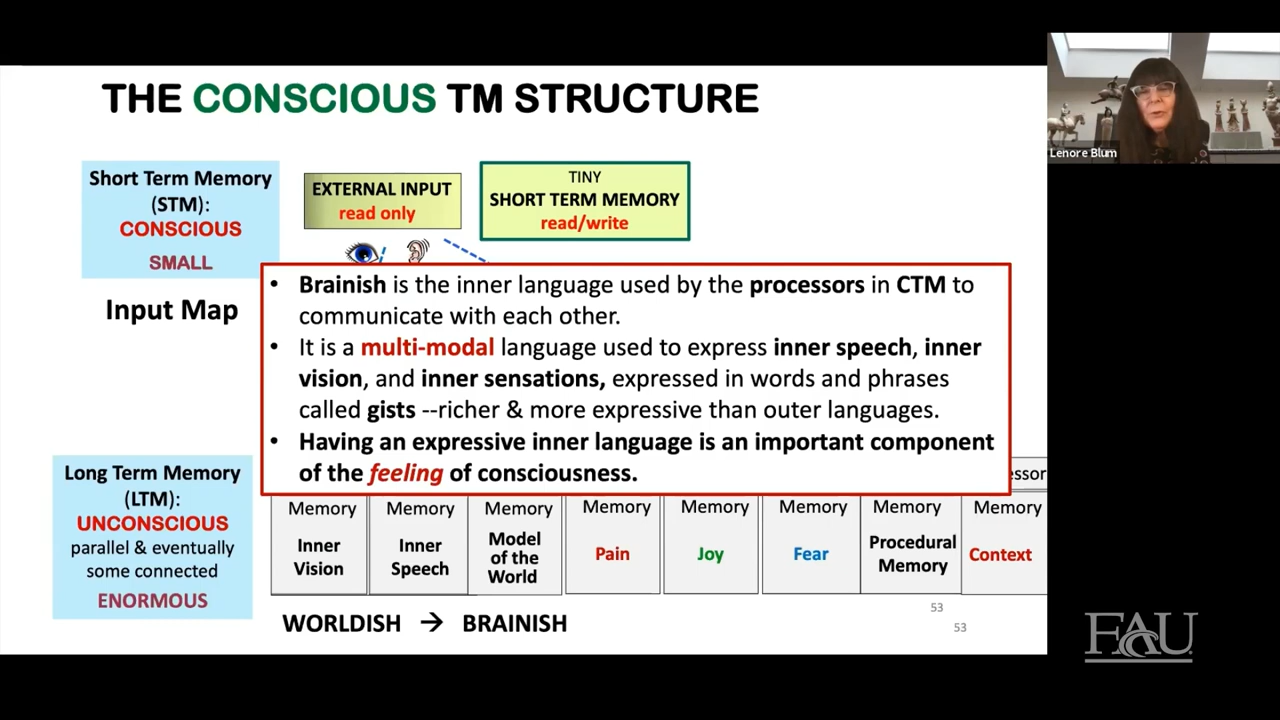 THE CONSCIOUS TM STRUCTURE
Lenore Blum
Short Term Memory
(STM):
CONSCIOUS
SMALL
EXTERNAL INPUT
read only
TINY
SHORT TERM MEMORY
read/write
Input Map
• Brainish is the inner language used by the processors in CTM to
communicate with each other.
• It is a multi-modal language used to express inner speech, inner
vision, and inner sensations, expressed in words and phrases
called gists --richer & more expressive than outer languages.
• Having an expressive inner language is an important component
of the feeling of consciousness.
Long Term Memory
(LTM):
UNCONSCIOUS
parallel & eventually
some connected
ENORMOUS
essor
Memory
Inner
Vision
Memory
Inner
Speech
Memory
Model
of the
World
Memory
Pain
Memory
Joy
Memory
Fear
Memory
Procedural
Memory
Memory
Context
WORLDISH → BRAINISH
53
53
FAU